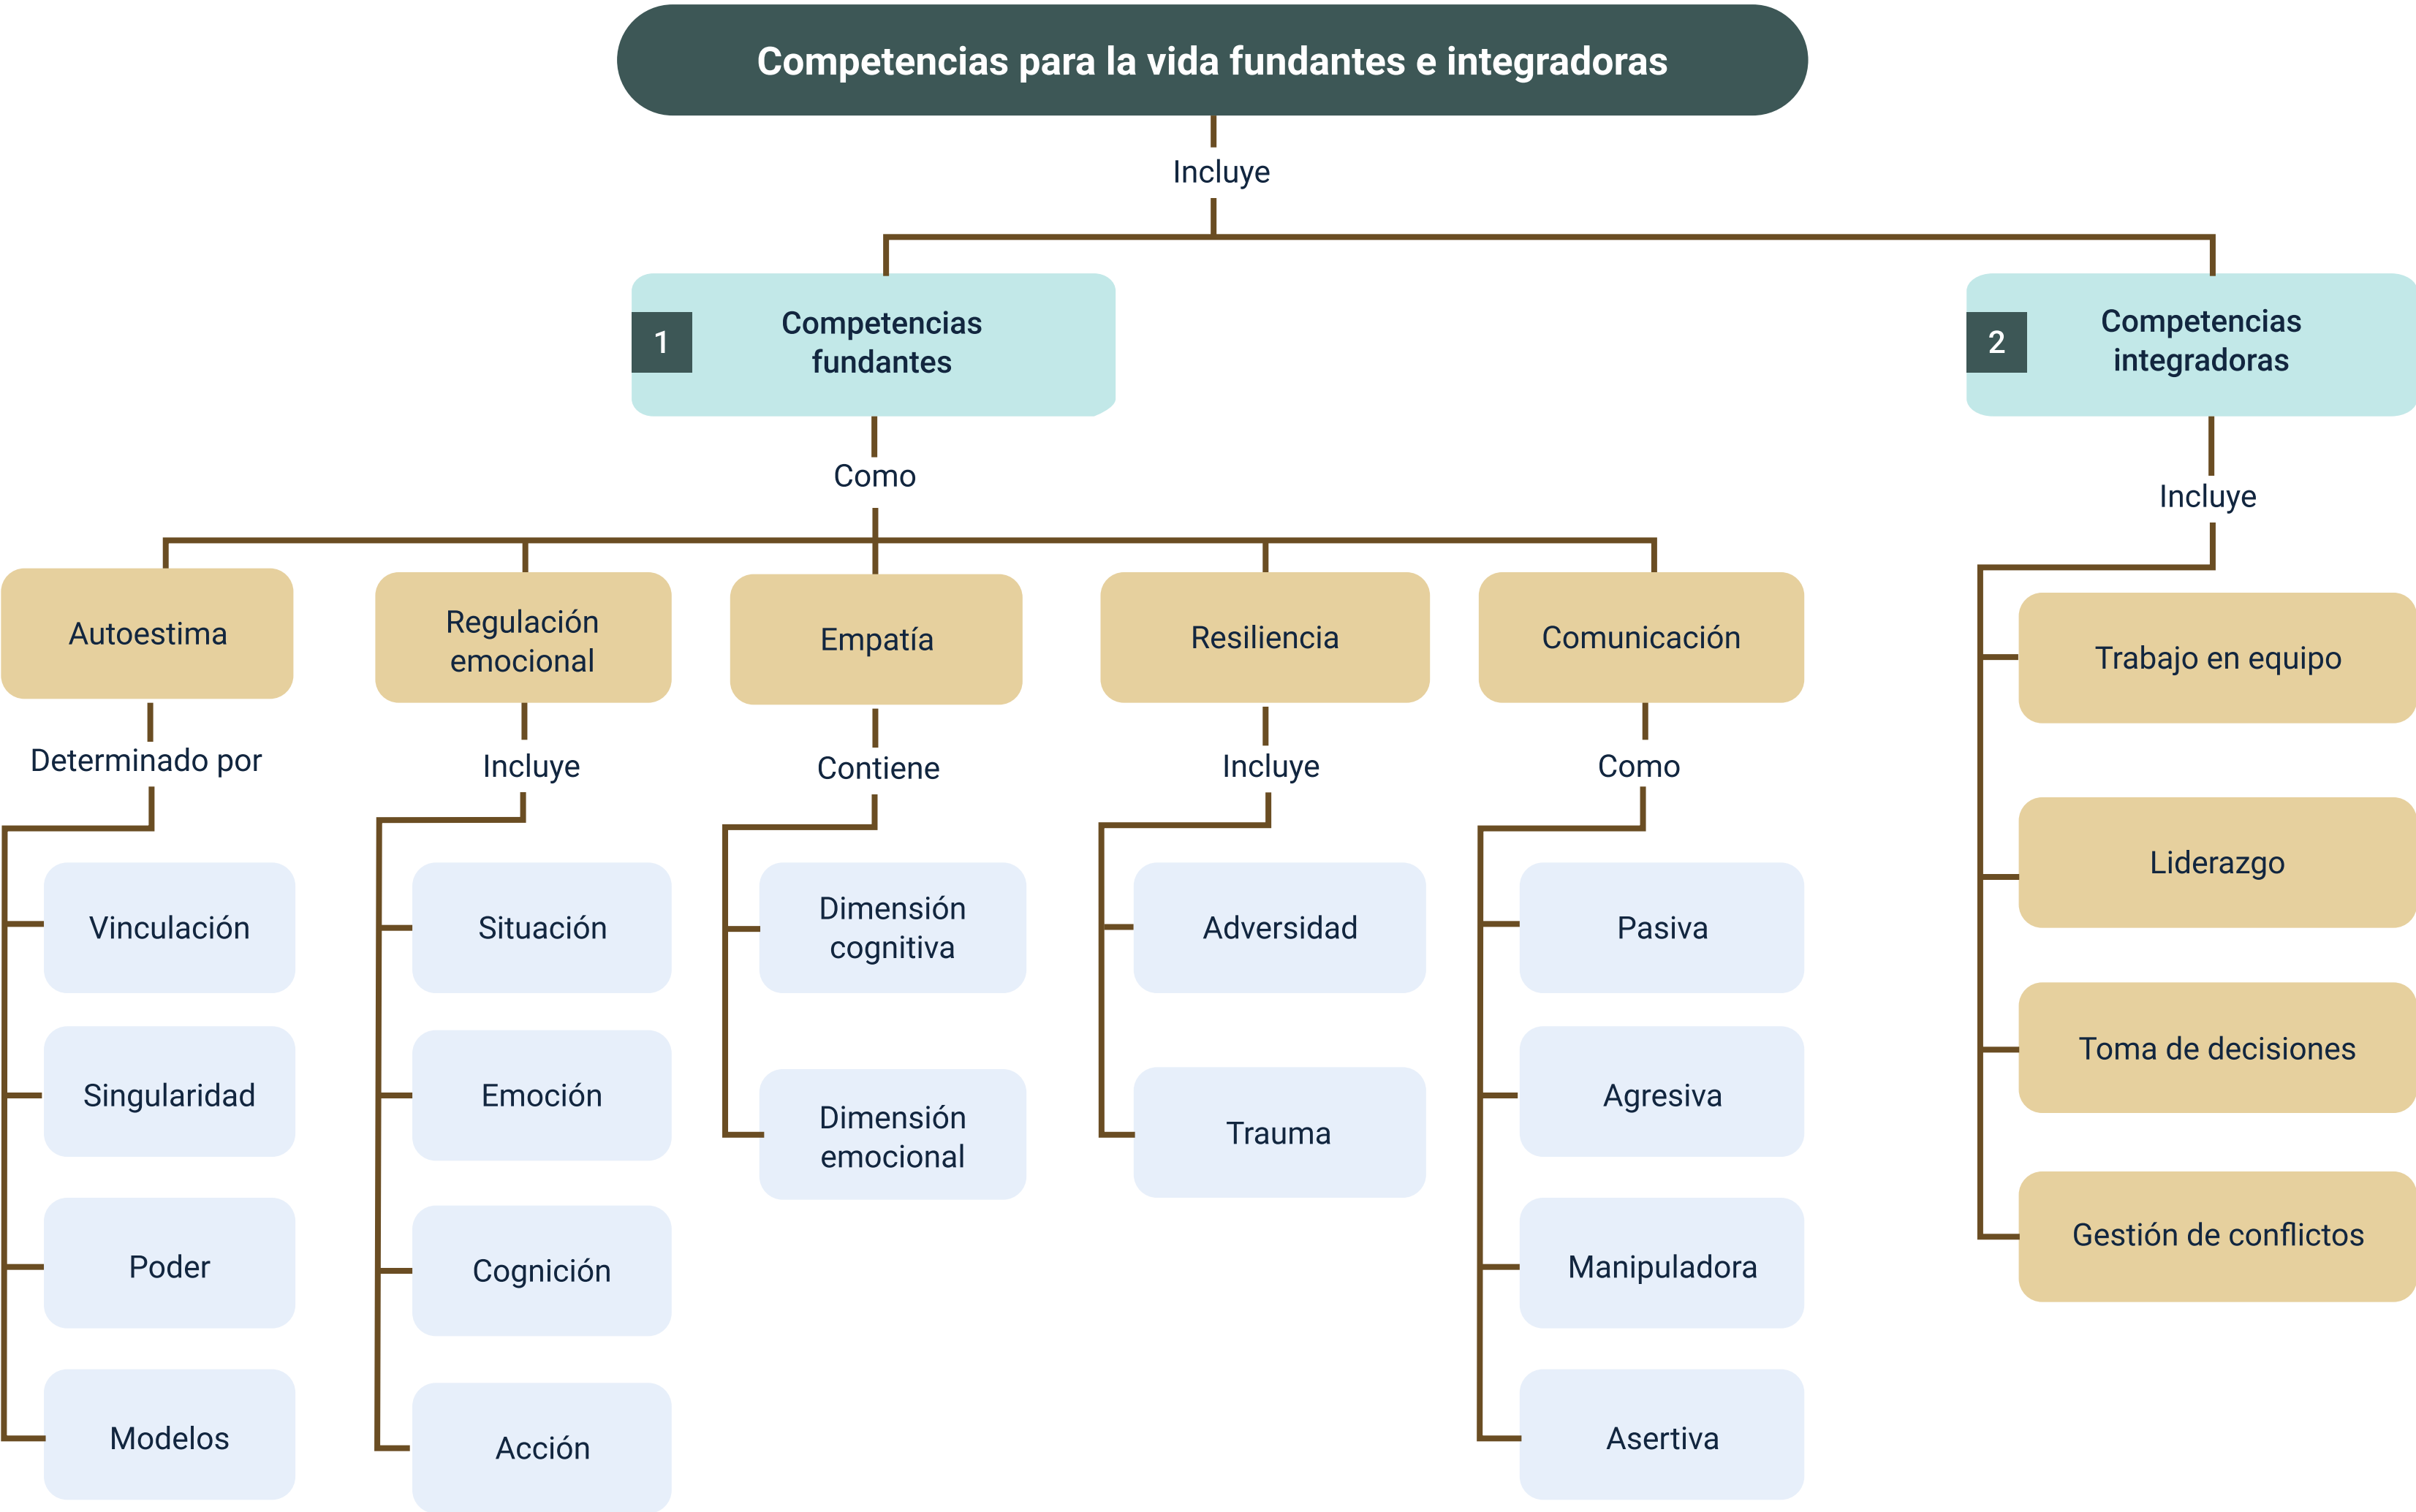 Competencias para la vida fundantes e integradoras
Incluye
1
Competencias
fundantes
2
Competencias
integradoras
Como
Incluye
Autoestima
Regulación
emocional
Empatía
Resiliencia
Comunicación
Trabajo en equipo
Determinado por
Incluye
Contiene
Incluye
Como
Liderazgo
Vinculación
Situación
Dimensión
cognitiva
Adversidad
Pasiva
Toma de decisiones
Singularidad
Emoción
Dimensión
emocional
Trauma
Agresiva
Gestión de conflictos
Poder
Cognición
Manipuladora
Modelos
Acción
Asertiva